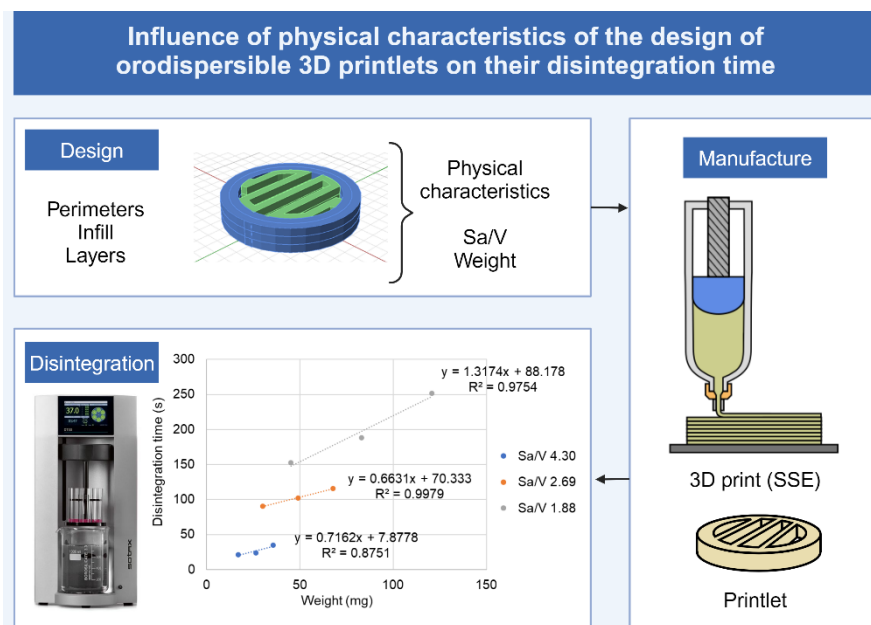 Influence of physical characteristics of the design of
orodispersible 3D printlets on their disintegration time
Design
Perimeters
Infill
Layers
Physical
characteristics
Sa/V
Weight
Manufacture
3D print (SSE)
Printlet
Disintegration
37.0
sotax
Disintegration time (s)
300
250
200
150
100
50
0
0
50
100
150
Weight (mg)
y = 1.3174x + 88.178
R² = 0.9754
y = 0.6631x + 70.333
R² = 0.9979
y = 0.7162x + 7.8778
R² = 0.8751
Sa/V 4.30
Sa/V 2.69
Sa/V 1.88